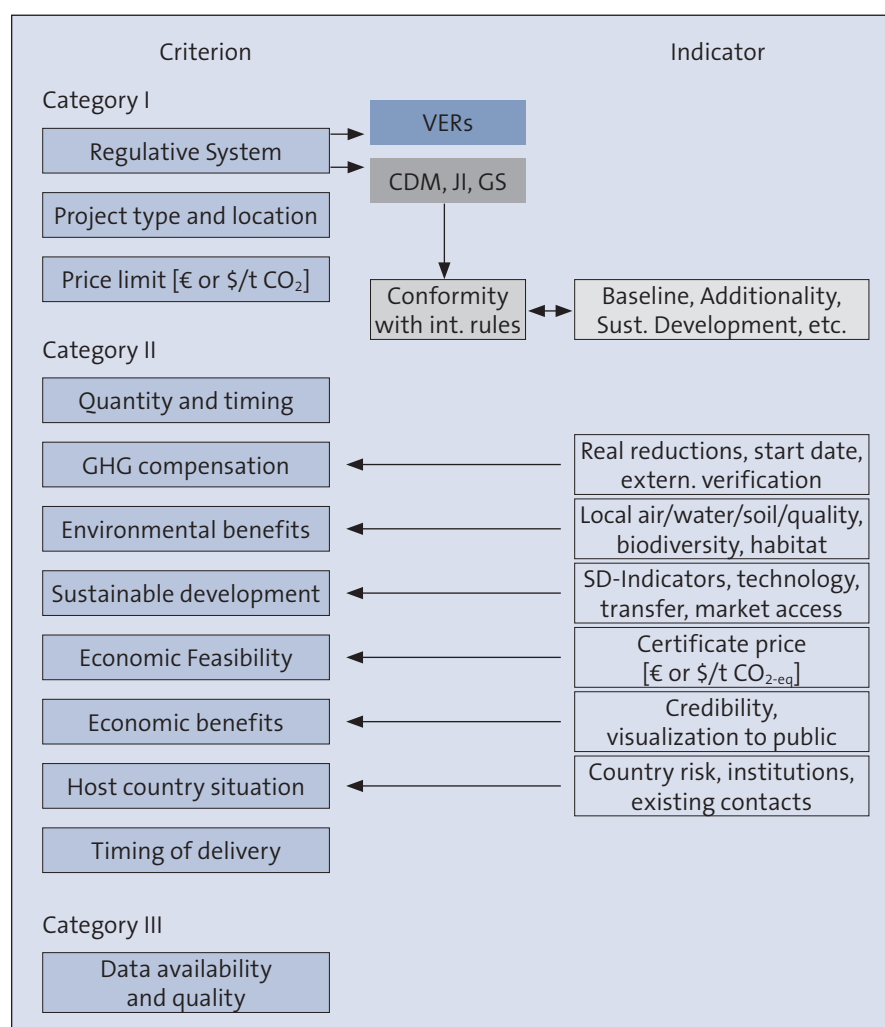 Criterion
Indicator
Category I
VERs
Regulative System
CDM, JI, GS
Project type and location
Price limit [€ or $/t CO₂]
Conformity
with int. rules
Baseline, Additionality,
Sust. Development, etc.
Category II
Quantity and timing
GHG compensation
Real reductions, start date,
extern. verification
Environmental benefits
Local air/water/soil/quality,
biodiversity, habitat
Sustainable development
SD-Indicators, technology,
transfer, market access
Economic Feasibility
Certificate price
[€ or $/t CO₂₋eq]
Economic benefits
Credibility,
visualization to public
Host country situation
Country risk, institutions,
existing contacts
Timing of delivery
Category III
Data availability
and quality